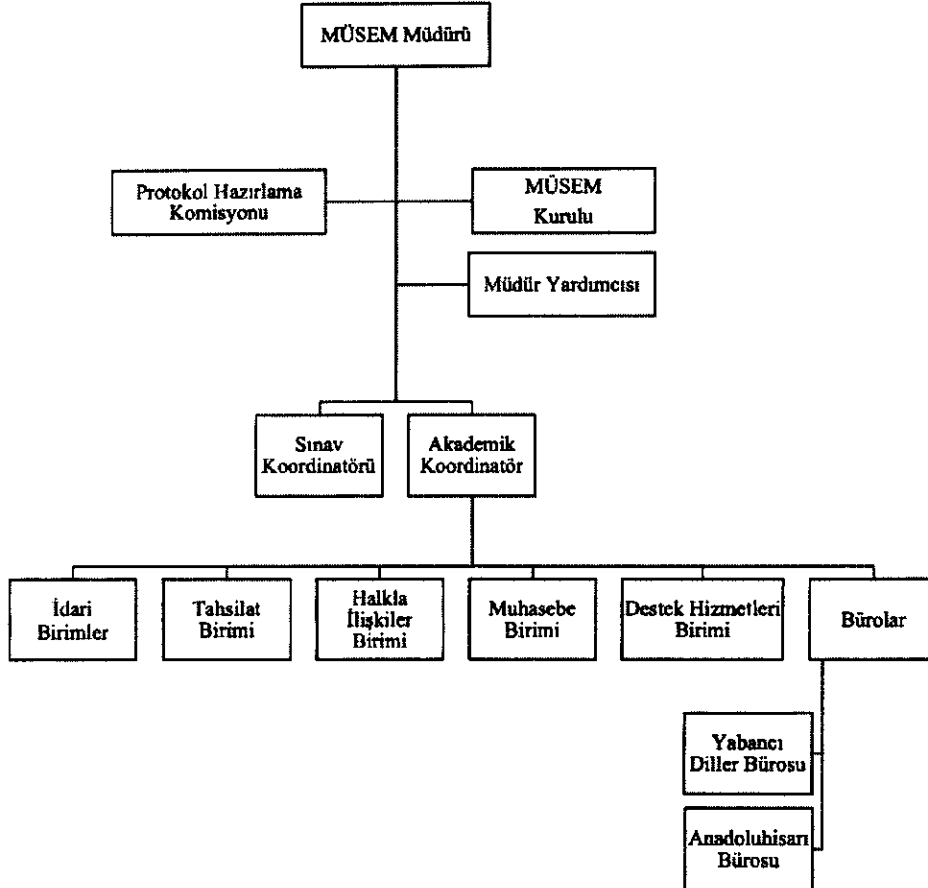 MÜSEM Müdürü
Protokol Hazırlama
Komisyonu
MÜSEM
Kurulu
Müdür Yardımcısı
Sınav
Koordinatörü
Akademik
Koordinatör
İdari
Birimler
Tahsilat
Birimi
Halkla
İlişkiler
Birimi
Muhasebe
Birimi
Destek Hizmetleri
Birimi
Bürolar
Yabancı
Diller Bürosu
Anadoluhisarı
Bürosu